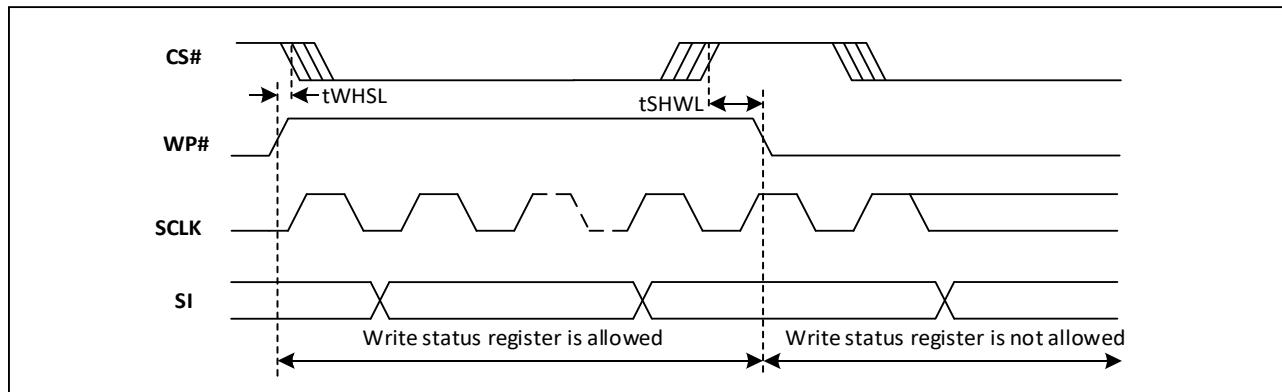 CS#
tWHSL
tSHWL
WP#
SCLK
SI
Write status register is allowed
Write status register is not allowed